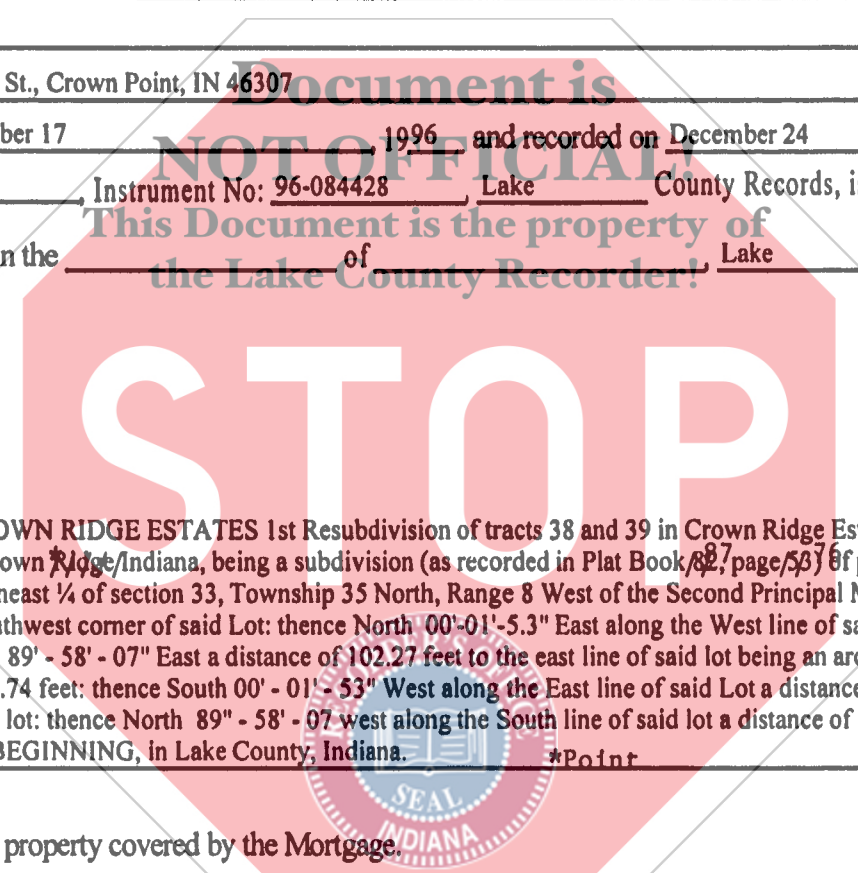 St., Crown Point, IN 46307
Document is
ber 17 , 1996 and recorded on December 24
NOT OFFICIAL!
, Instrument No: 96-084428 , Lake County Records, i
This Document is the property of
n the of , Lake
the Lake County Recorder!
STOP
OWN RIDGE ESTATES 1st Resubdivision of tracts 38 and 39 in Crown Ridge Es
own Ridge/Indiana, being a subdivision (as recorded in Plat Book 82, 87 page 53) 76 of p
neast ¼ of section 33, Township 35 North, Range 8 West of the Second Principal M
thwest corner of said Lot: thence North 00'-01'-5.3" East along the West line of sa
89' - 58' - 07" East a distance of 102.27 feet to the east line of said lot being an arc
.74 feet: thence South 00' - 01' - 53" West along the East line of said Lot a distance
lot: thence North 89" - 58' - 07 west along the South line of said lot a distance of
BEGINNING, in Lake County, Indiana. *Point
RECORDER'S OFFICE
SEAL
INDIANA
property covered by the Mortgage.